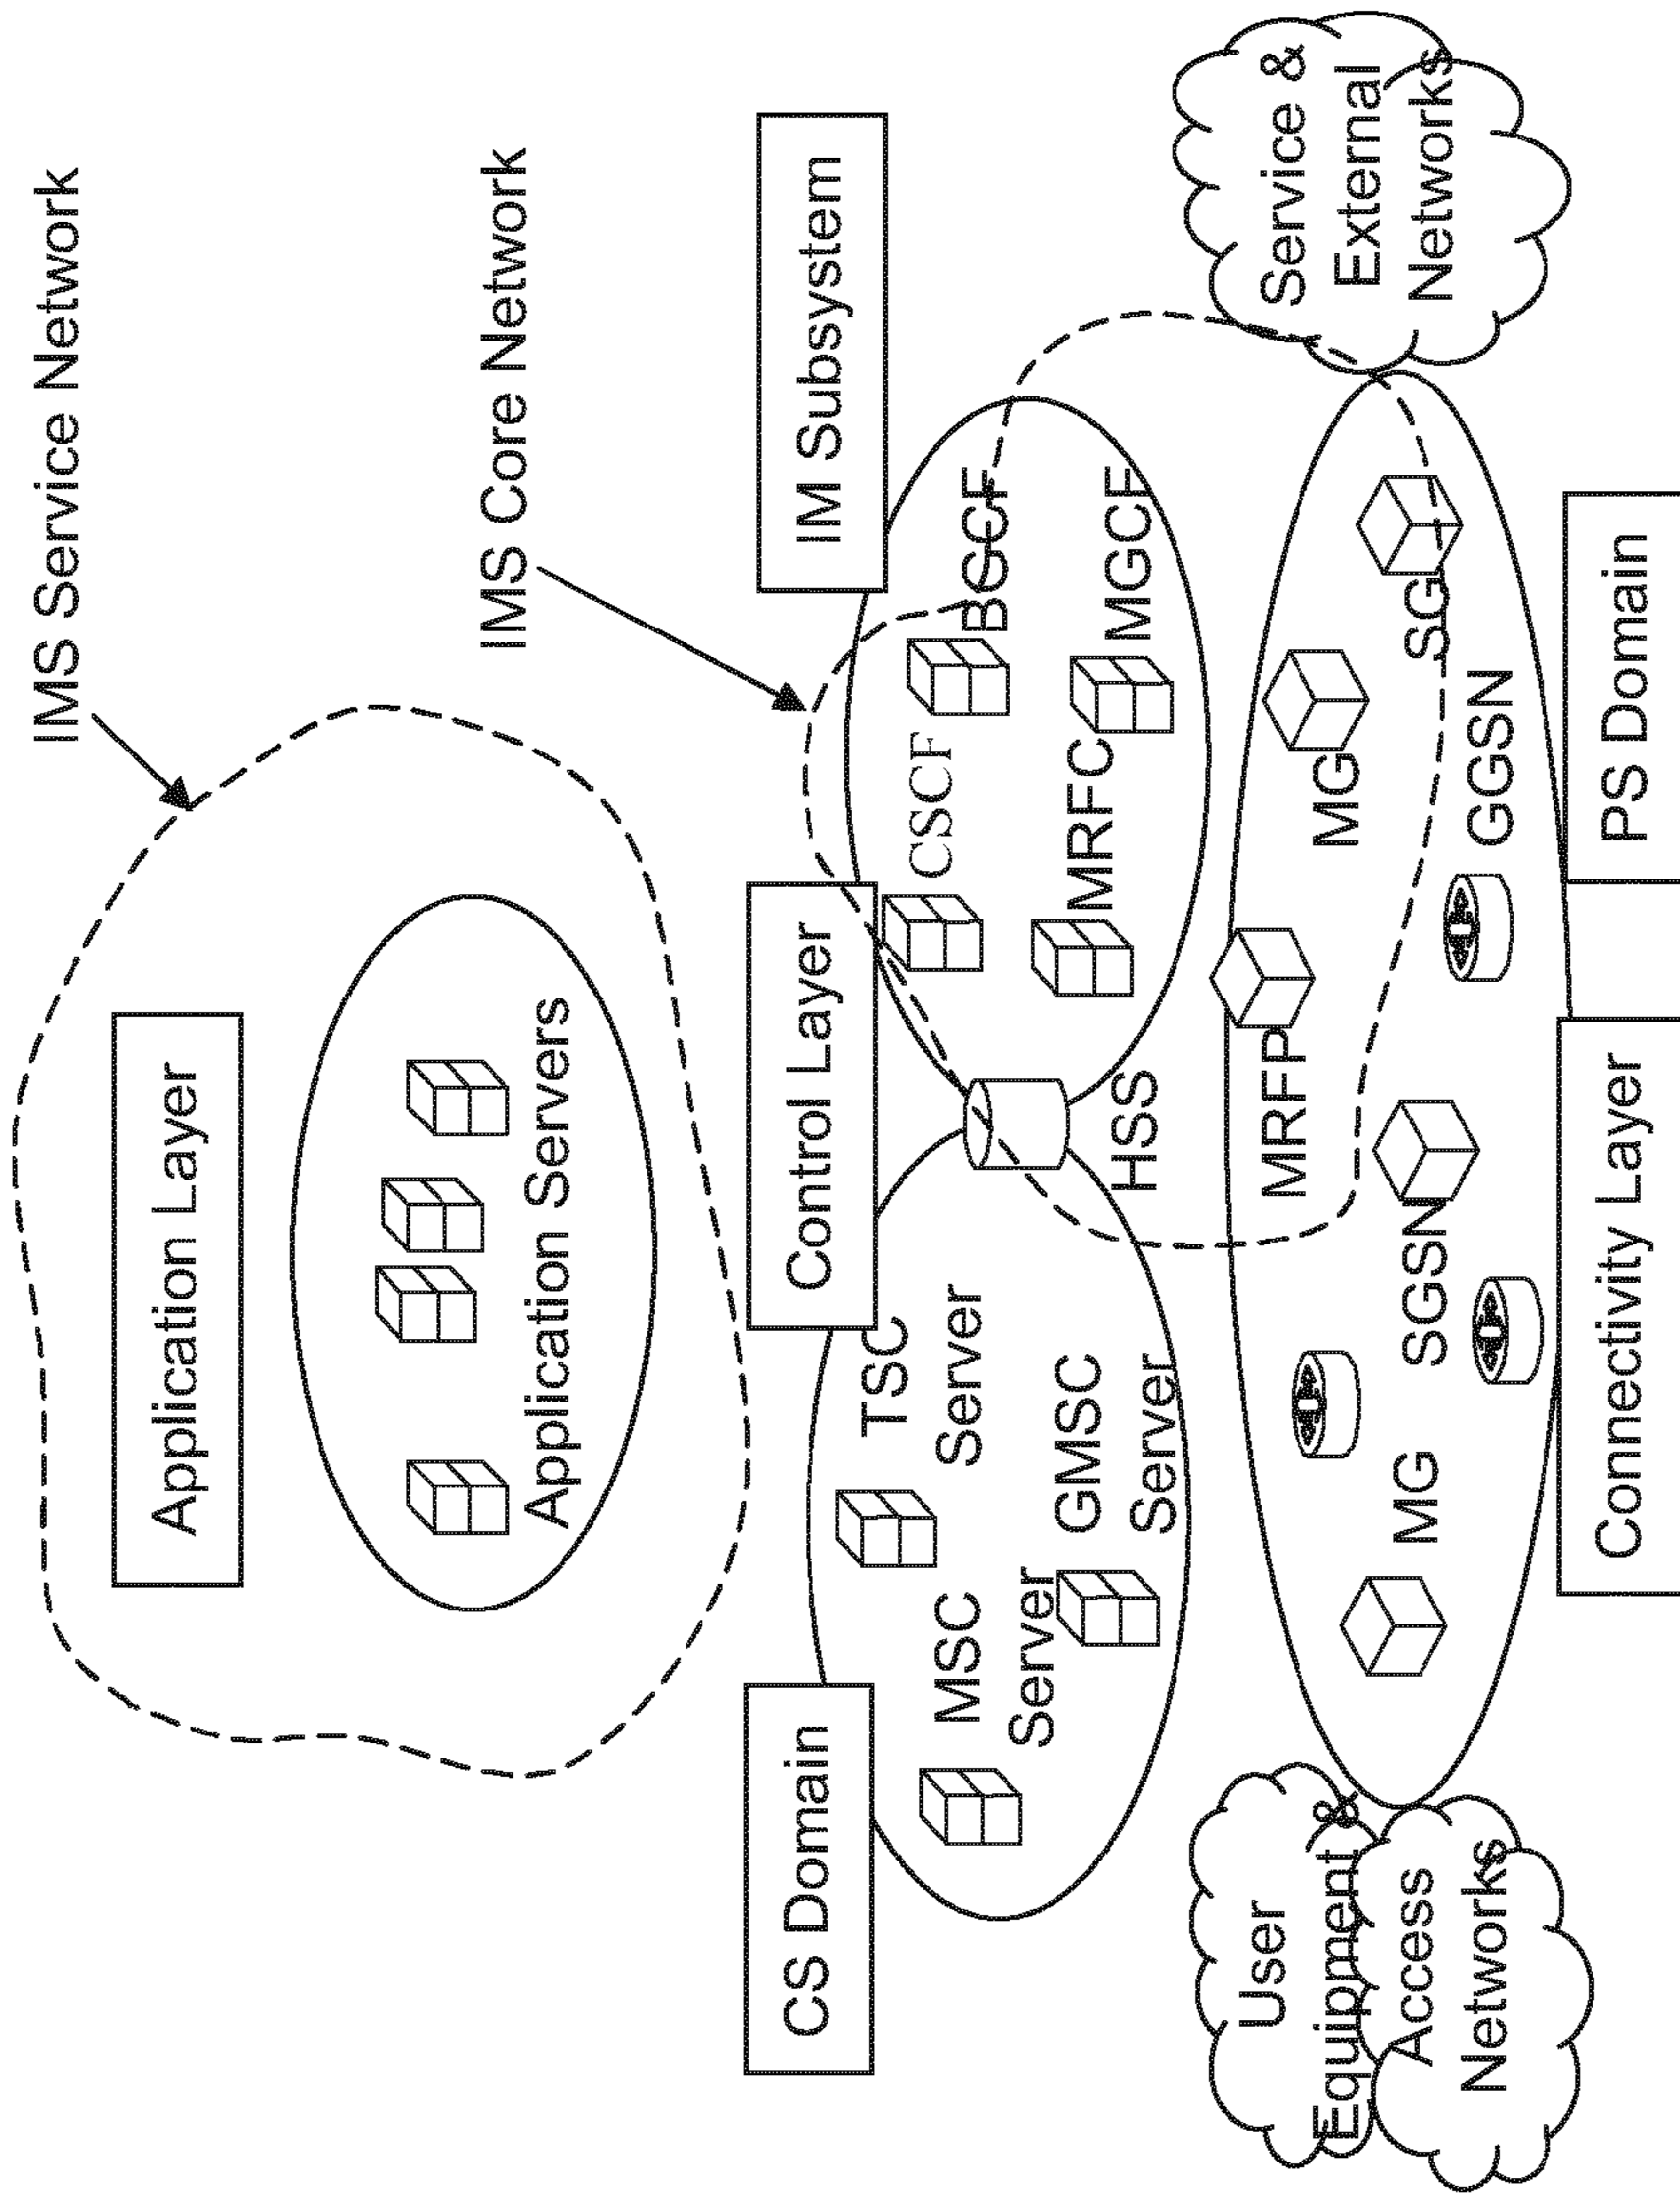 IMS Service Network
Application Layer
Application Servers
IMS Core Network
CS Domain
Control Layer
IM Subsystem
TSC
Server
MSC
Server
GMSC
Server
CSCF
BGCF
MRFC
MGCF
HSS
User
Equipment &
Access
Networks
MRFP
MG
SG
MG
SGSN
GGSN
Service &
External
Networks
Connectivity Layer
PS Domain